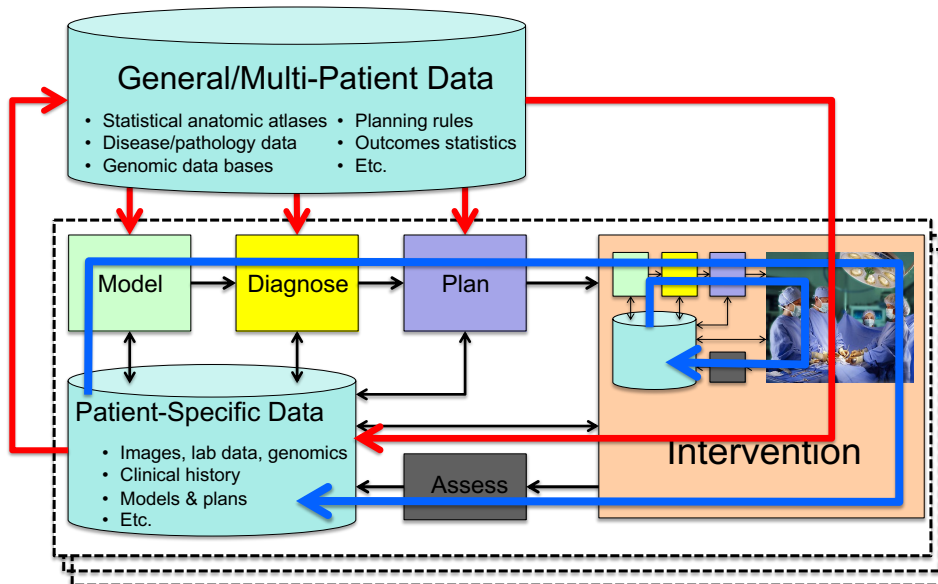 General/Multi-Patient Data
• Statistical anatomic atlases
• Disease/pathology data
• Genomic data bases
• Planning rules
• Outcomes statistics
• Etc.
Model
Diagnose
Plan
Patient-Specific Data
• Images, lab data, genomics
• Clinical history
• Models & plans
• Etc.
Assess
Intervention